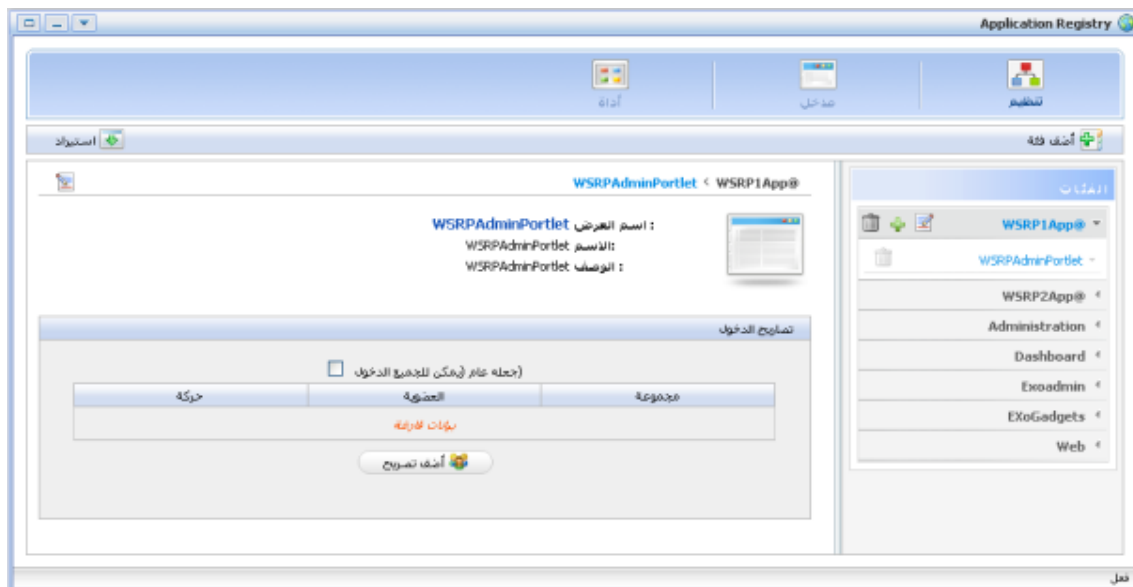 Application Registry
تنظيم
مدخل
أداة
أضف فئة
استيراد
الفئات
WSRP1App@
WSRPAdminPortlet
WSRP2App@
Administration
Dashboard
Exoadmin
EXoGadgets
Web
WSRPAdminPortlet < WSRP1App@
اسم العرض : WSRPAdminPortlet
الاسم: WSRPAdminPortlet
الوصف : WSRPAdminPortlet
تصاريح الدخول
(جعله عام (يمكن للجميع الدخول
مجموعة العضوية حركة
بيانات فارغة
أضف تصريح
تعل